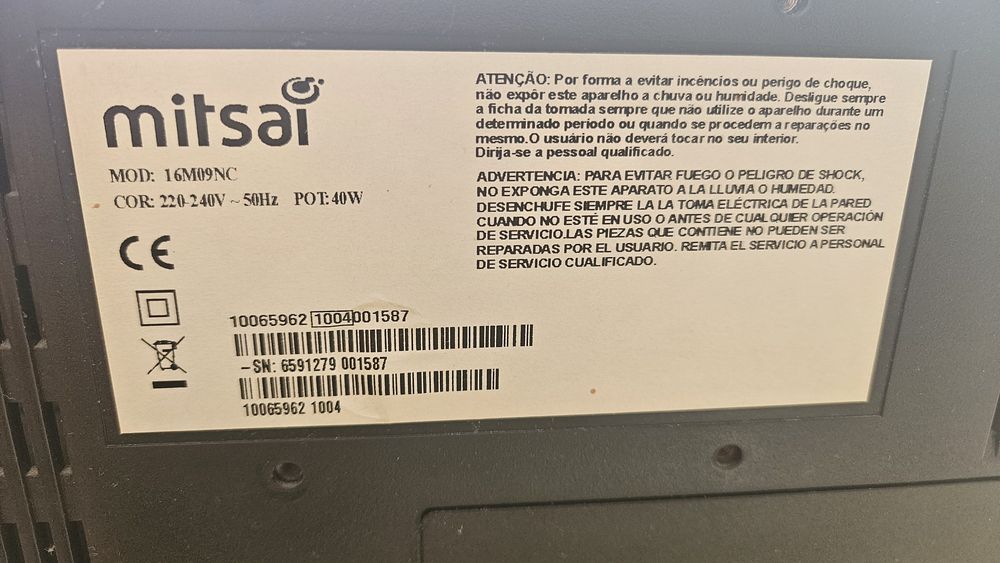 mitsai
MOD: 16M09NC
COR: 220-240V ~ 50Hz POT: 40W
CE
ATENÇÃO: Por forma a evitar incêncios ou perigo de choque,
não expôr este aparelho a chuva ou humidade. Desligue sempre
a ficha da tomada sempre que não utilize o aparelho durante um
determinado período ou quando se procedem a reparações no
mesmo.O usuário não deverá tocar no seu interior.
Dirija-se a pessoal qualificado.
ADVERTENCIA: PARA EVITAR FUEGO O PELIGRO DE SHOCK,
NO EXPONGA ESTE APARATO A LA LLUVIA O HUMEDAD.
DESENCHUFE SIEMPRE LA LA TOMA ELÉCTRICA DE LA PARED
CUANDO NO ESTÉ EN USO O ANTES DE CUALQUIER OPERACIÓN
DE SERVICIO.LAS PIEZAS QUE CONTIENE NO PUEDEN SER
REPARADAS POR EL USUARIO. REMITA EL SERVICIO A PERSONAL
DE SERVICIO CUALIFICADO.
10065962 1004001587
-SN: 6591279 001587
10065962 1004